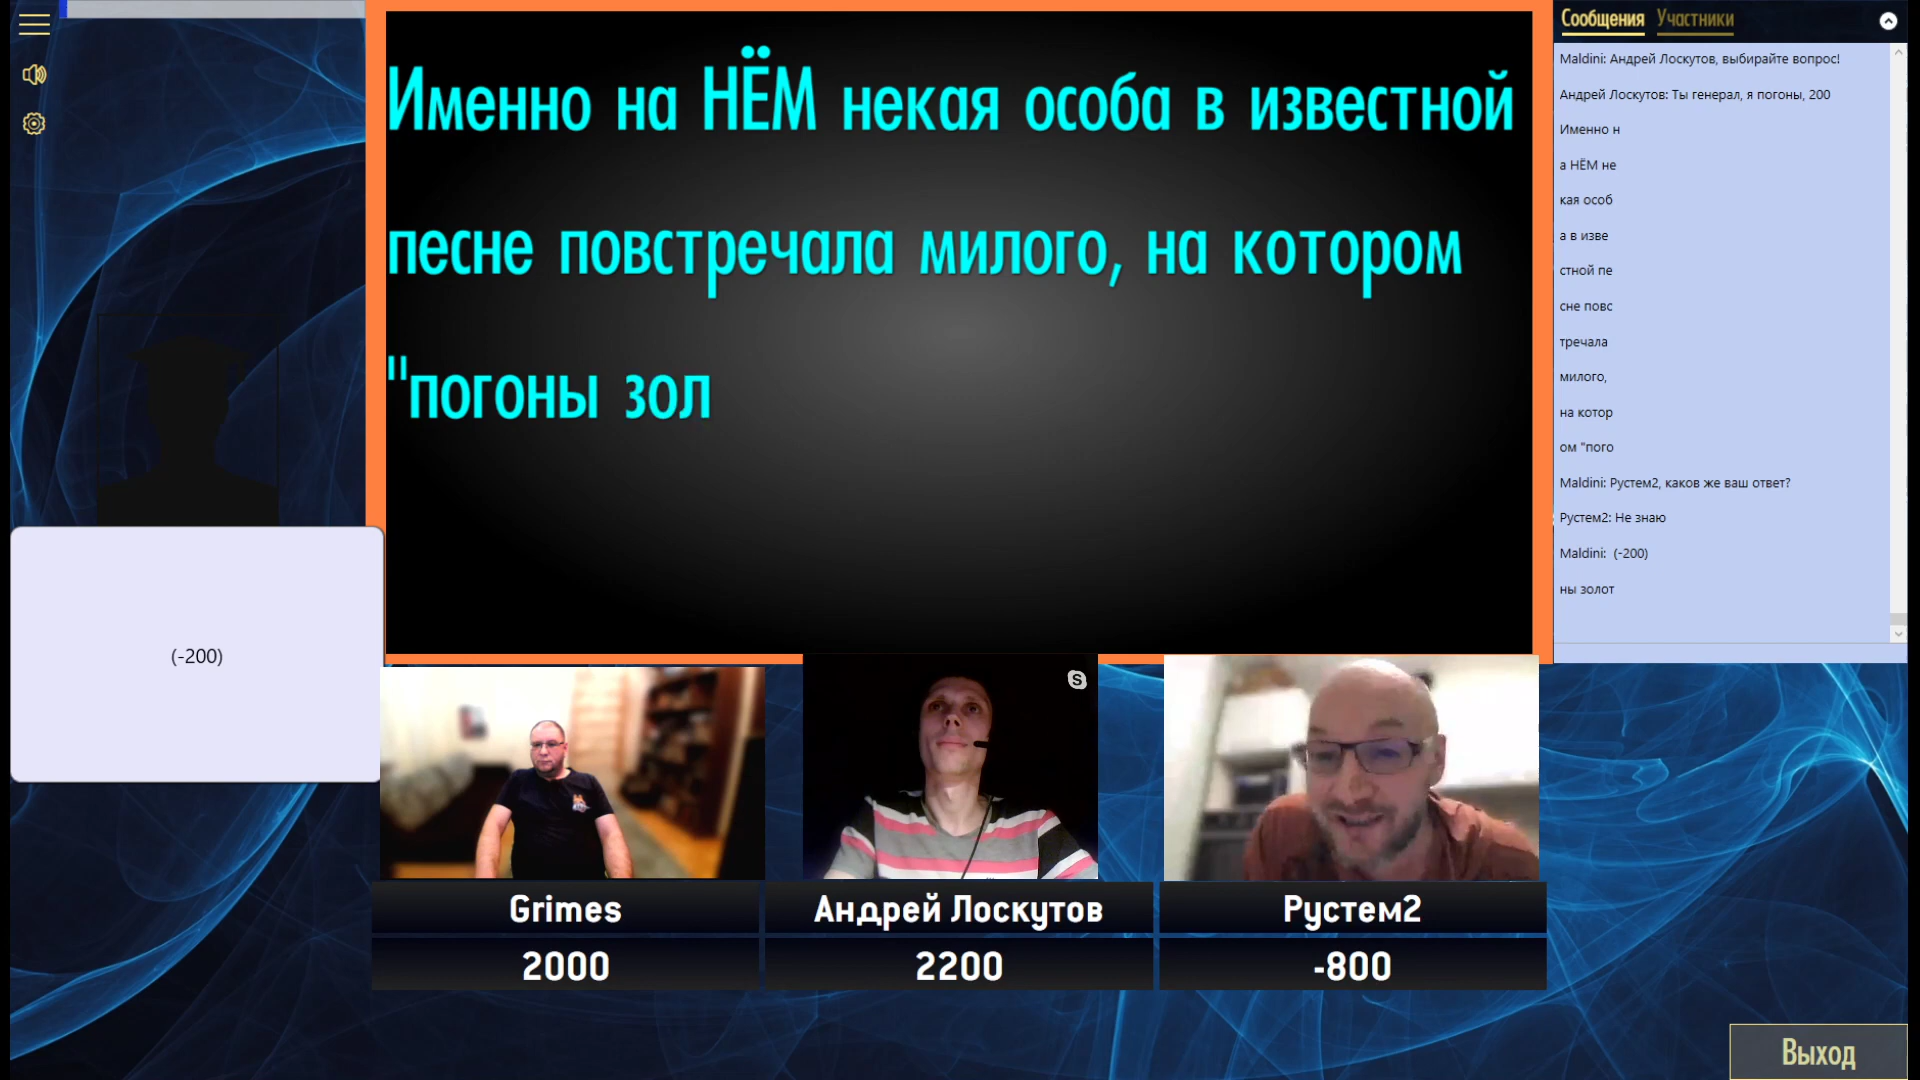 Именно на НЁМ некая особа в известной
песне повстречала милого, на котором
"погоны зол
Сообщения Участники
Maldini: Андрей Лоскутов, выбирайте вопрос!
Андрей Лоскутов: Ты генерал, я погоны, 200
Именно н
а НЁМ не
кая особ
а в изве
стной пе
сне повс
тречала
милого,
на котор
ом "пого
Maldini: Рустем2, каков же ваш ответ?
Рустем2: Не знаю
Maldini: (-200)
ны золот
(-200)
S
Grimes
Андрей Лоскутов
Рустем2
2000
2200
-800
Выход